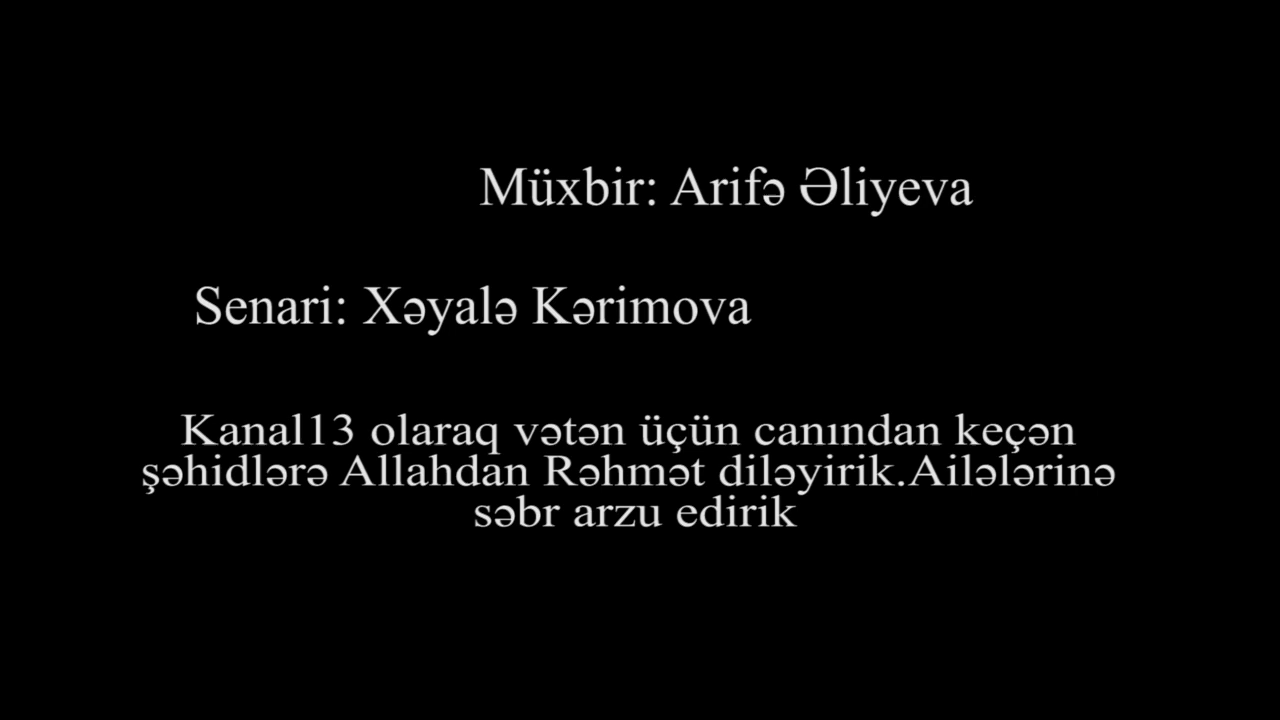 Müxbir: Arifə Əliyeva
Senari: Xəyalə Kərimova
Kanal13 olaraq vətən üçün canından keçən
şəhidlərə Allahdan Rəhmət diləyirik.Ailələrinə
səbr arzu edirik